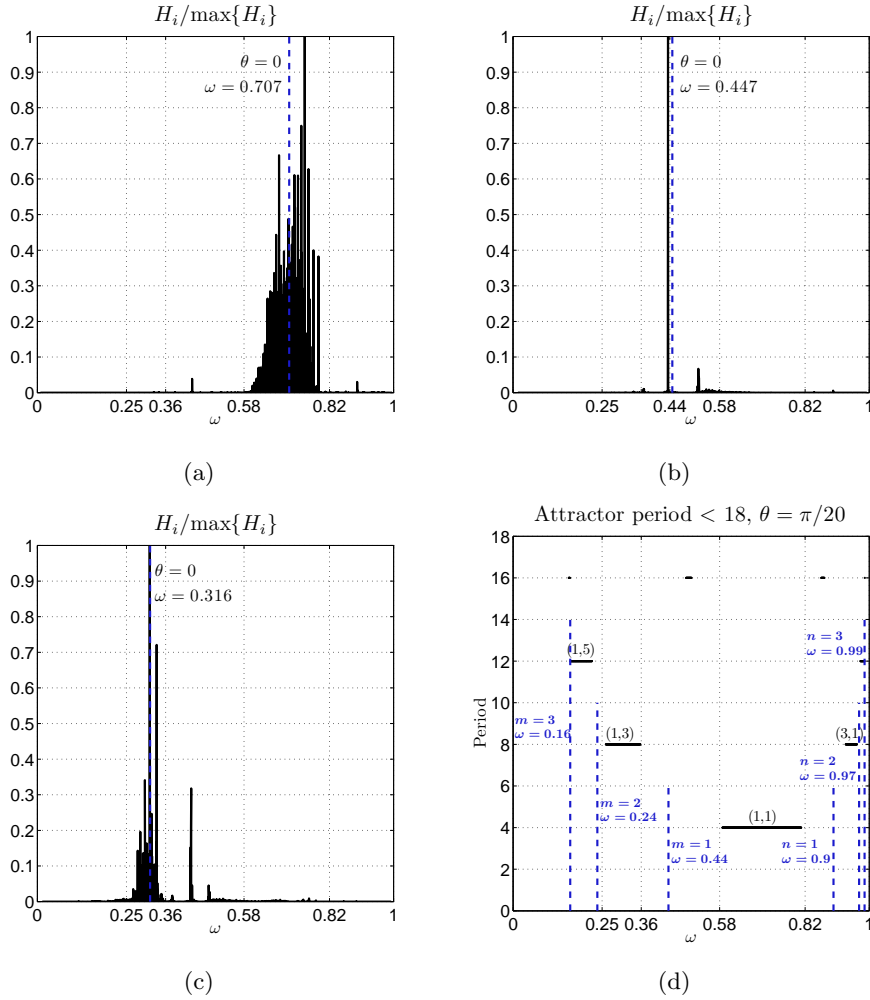 H_i/max{H_i}
1
0.9
0.8
0.7
0.6
0.5
0.4
0.3
0.2
0.1
0
θ = 0
ω = 0.707
0 0.25 0.36 0.58 0.82 1
ω
(a)
H_i/max{H_i}
1
0.9
0.8
0.7
0.6
0.5
0.4
0.3
0.2
0.1
0
θ = 0
ω = 0.447
0 0.25 0.44 0.58 0.82 1
ω
(b)
H_i/max{H_i}
1
0.9
0.8
0.7
0.6
0.5
0.4
0.3
0.2
0.1
0
θ = 0
ω = 0.316
0 0.25 0.36 0.58 0.82 1
ω
(c)
Attractor period < 18, θ = π/20
Period
18
16
14
12
10
8
6
4
2
0
n = 3
ω = 0.99
(1,5)
m = 3
ω = 0.16
(1,3)
(3,1)
n = 2
ω = 0.97
m = 2
ω = 0.24
(1,1)
m = 1
ω = 0.44
n = 1
ω = 0.9
0 0.25 0.36 0.58 0.82 1
ω
(d)